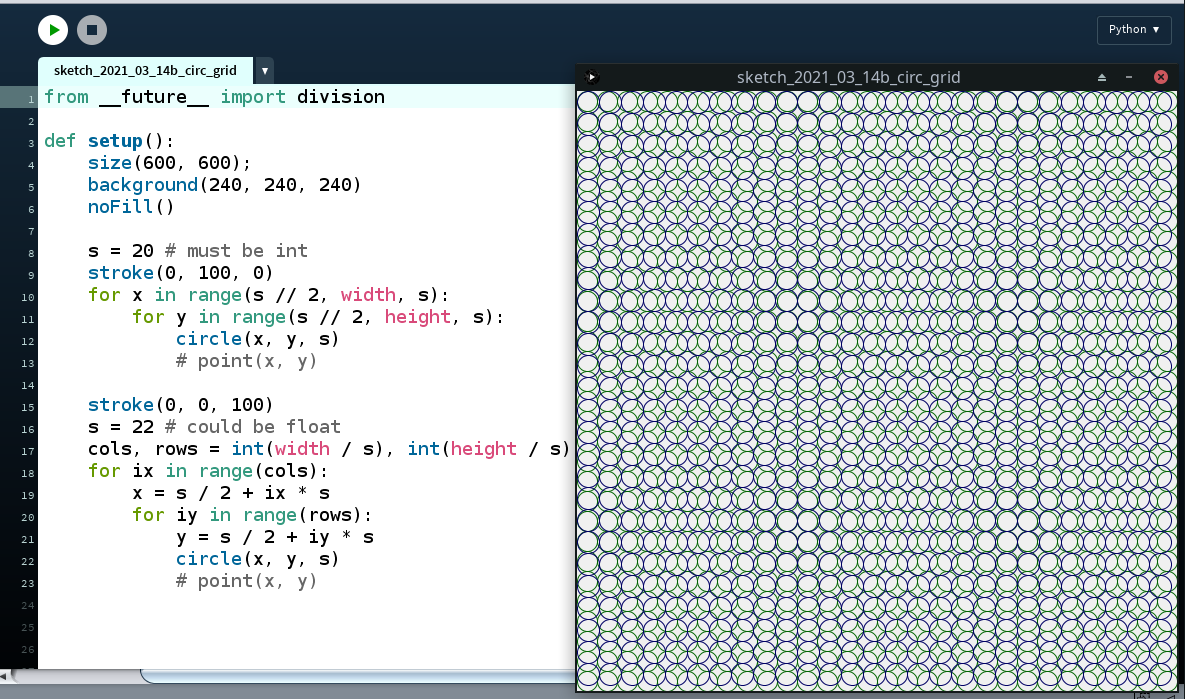 Python ▼
sketch_2021_03_14b_circ_grid ▼
sketch_2021_03_14b_circ_grid
1 from __future__ import division
2
3 def setup():
4     size(600, 600);
5     background(240, 240, 240)
6     noFill()
7
8     s = 20 # must be int
9     stroke(0, 100, 0)
10     for x in range(s // 2, width, s):
11         for y in range(s // 2, height, s):
12             circle(x, y, s)
13             # point(x, y)
14
15     stroke(0, 0, 100)
16     s = 22 # could be float
17     cols, rows = int(width / s), int(height / s)
18     for ix in range(cols):
19         x = s / 2 + ix * s
20         for iy in range(rows):
21             y = s / 2 + iy * s
22             circle(x, y, s)
23             # point(x, y)
24
25
26